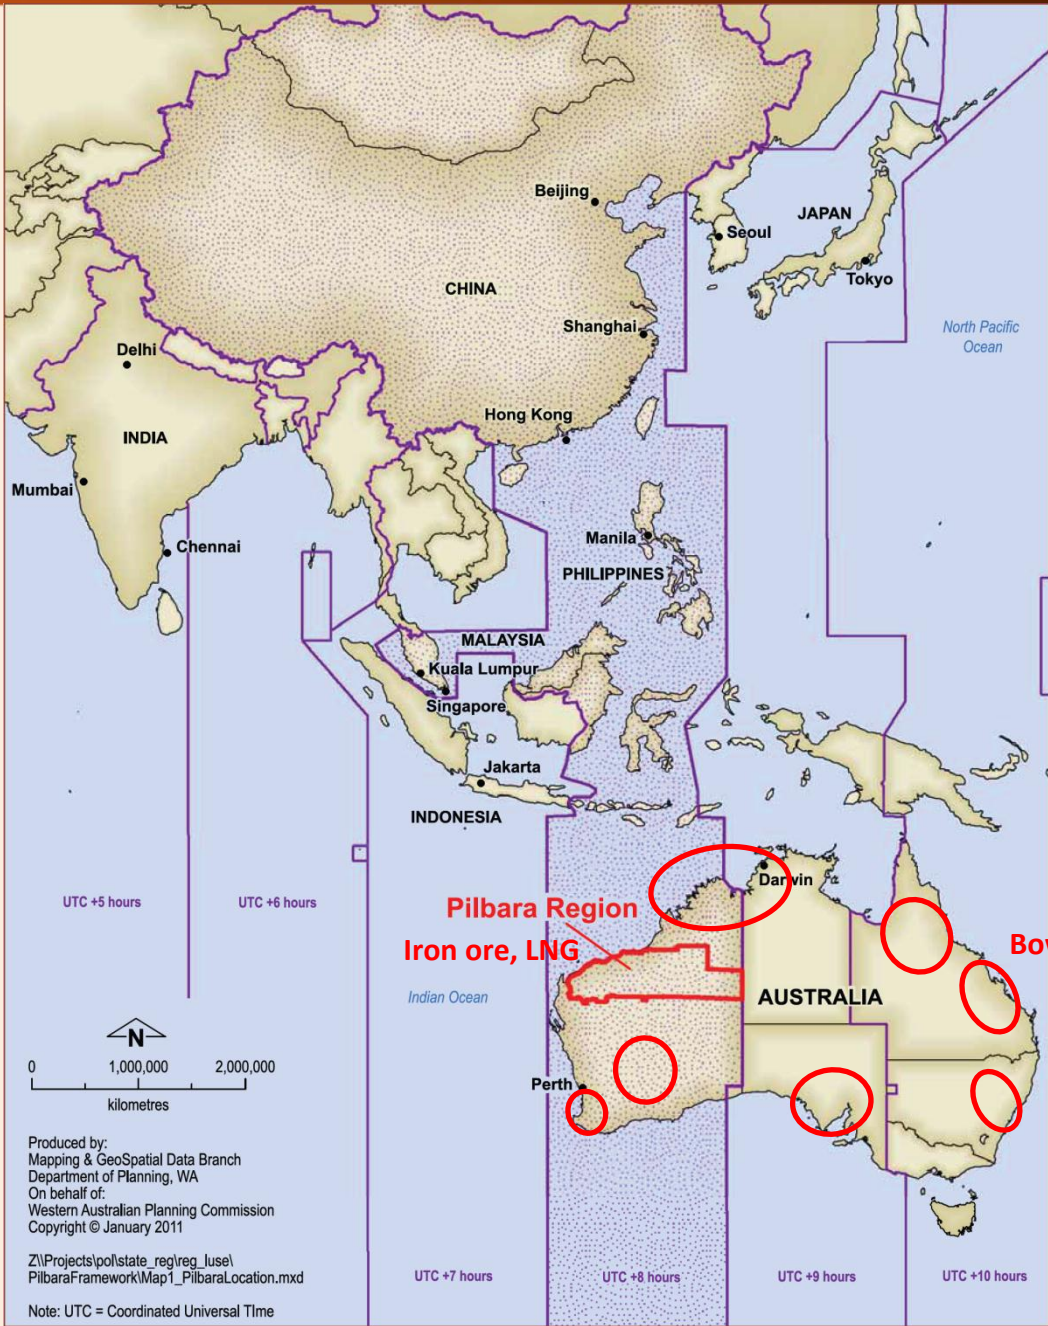 Beijing
Seoul
JAPAN
Tokyo
CHINA
Shanghai
North Pacific
Ocean
Delhi
Hong Kong
INDIA
Mumbai
Chennai
Manila
PHILIPPINES
MALAYSIA
Kuala Lumpur
Singapore
Jakarta
INDONESIA
Darwin
UTC +5 hours
UTC +6 hours
Pilbara Region
Iron ore, LNG
Bov
Indian Ocean
AUSTRALIA
N
0 1,000,000 2,000,000
kilometres
Perth
Produced by:
Mapping & GeoSpatial Data Branch
Department of Planning, WA
On behalf of:
Western Australian Planning Commission
Copyright © January 2011
Z\\Projects\pol\state_reg\reg_luse\
PilbaraFramework\Map1_PilbaraLocation.mxd
UTC +7 hours
UTC +8 hours
UTC +9 hours
UTC +10 hours
Note: UTC = Coordinated Universal TIme